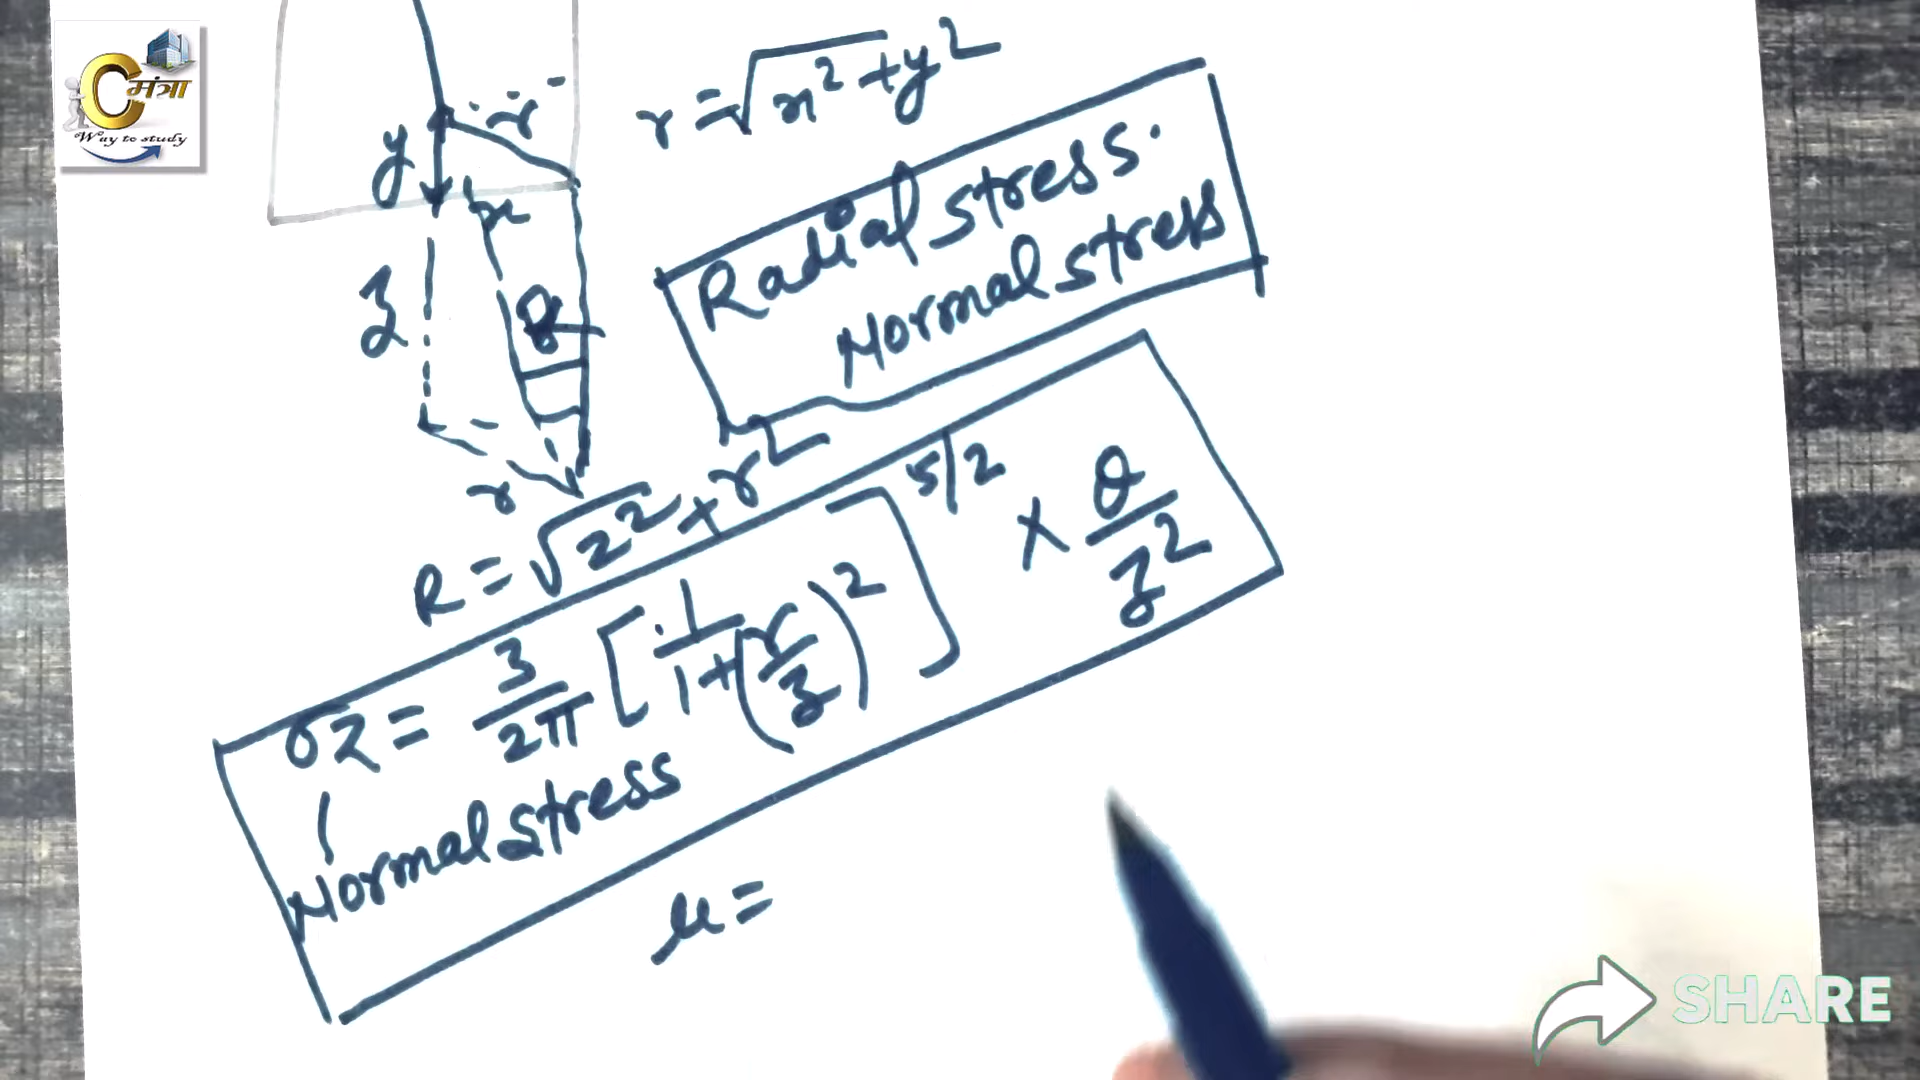 C मंत्रा
Way to study
r = √x² + y²
r
y
x
Radial stress.
Normal stress
z
r
R = √z² + r²
σz = 3/2π [1/1+(r/z)²]^5/2 × Q/z²
Normal stress
μ =
SHARE